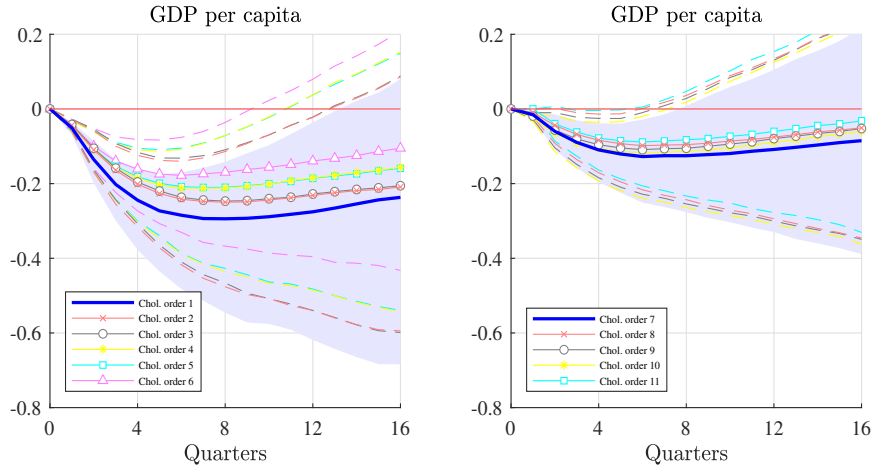 GDP per capita
0.2
0
-0.2
-0.4
-0.6
-0.8
Chol. order 1
Chol. order 2
Chol. order 3
Chol. order 4
Chol. order 5
Chol. order 6
0 4 8 12 16
Quarters
GDP per capita
0.2
0
-0.2
-0.4
-0.6
-0.8
Chol. order 7
Chol. order 8
Chol. order 9
Chol. order 10
Chol. order 11
0 4 8 12 16
Quarters